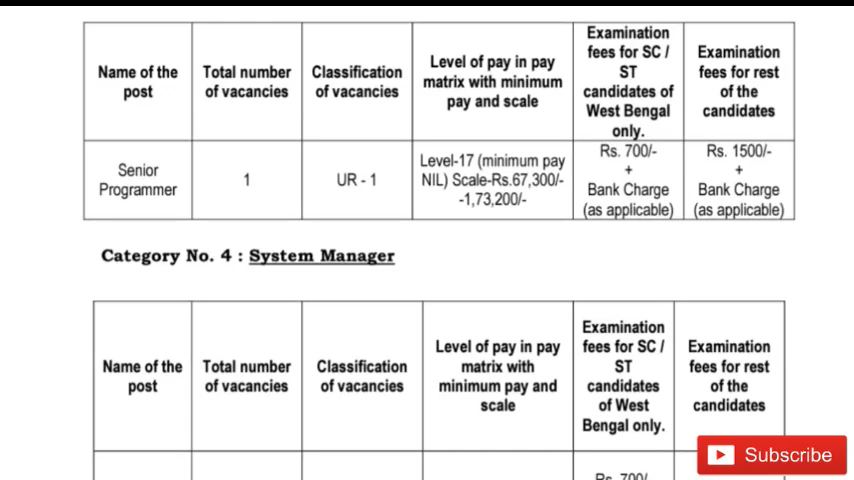 Name of the
post
Total number
of vacancies
Classification
of vacancies
Level of pay in pay
matrix with minimum
pay and scale
Examination
fees for SC /
ST
candidates of
West Bengal
only.
Examination
fees for rest
of the
candidates
Senior
Programmer
1
UR - 1
Level-17 (minimum pay
NIL) Scale-Rs.67,300/-
-1,73,200/-
Rs. 700/-
+
Bank Charge
(as applicable)
Rs. 1500/-
+
Bank Charge
(as applicable)
Category No. 4 : System Manager
Name of the
post
Total number
of vacancies
Classification
of vacancies
Level of pay in pay
matrix with
minimum pay and
scale
Examination
fees for SC /
ST
candidates
of West
Bengal only.
Examination
fees for rest
of the
candidates
Rs. 700/-
Subscribe